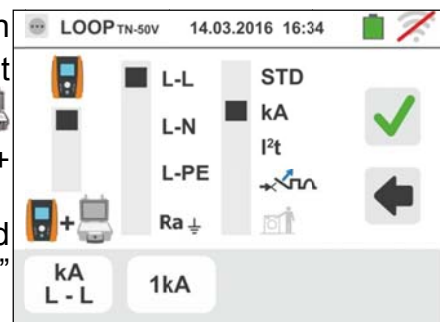 n
LOOP TN-50V 14.03.2016 16:34
t
L-L STD
L-N kA
I²t
+
L-PE
Ra
d
+
”
kA
L - L
1kA